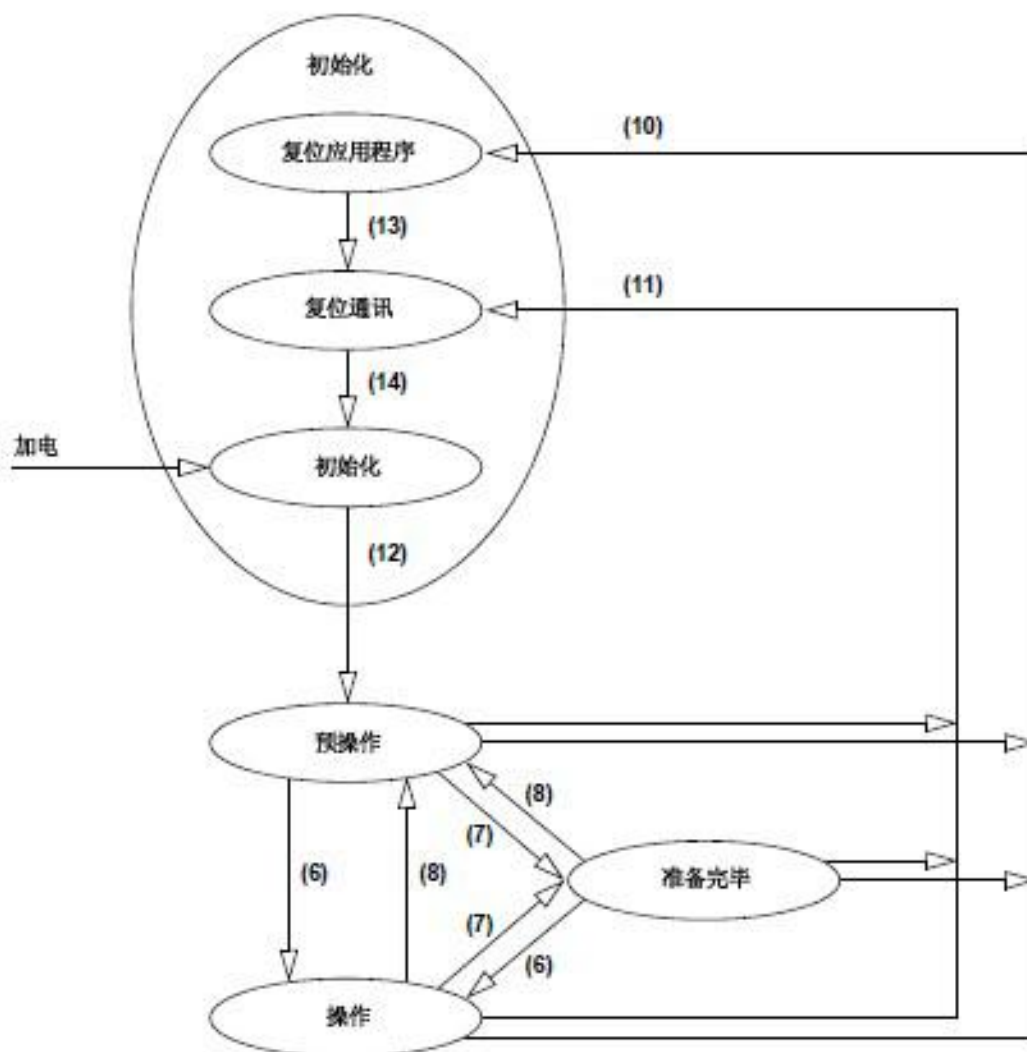 初始化
(10)
复位应用程序
(13)
(11)
复位通讯
(14)
加电
初始化
(12)
预操作
(8)
(7)
(6)
(8)
准备完毕
(7)
(6)
操作